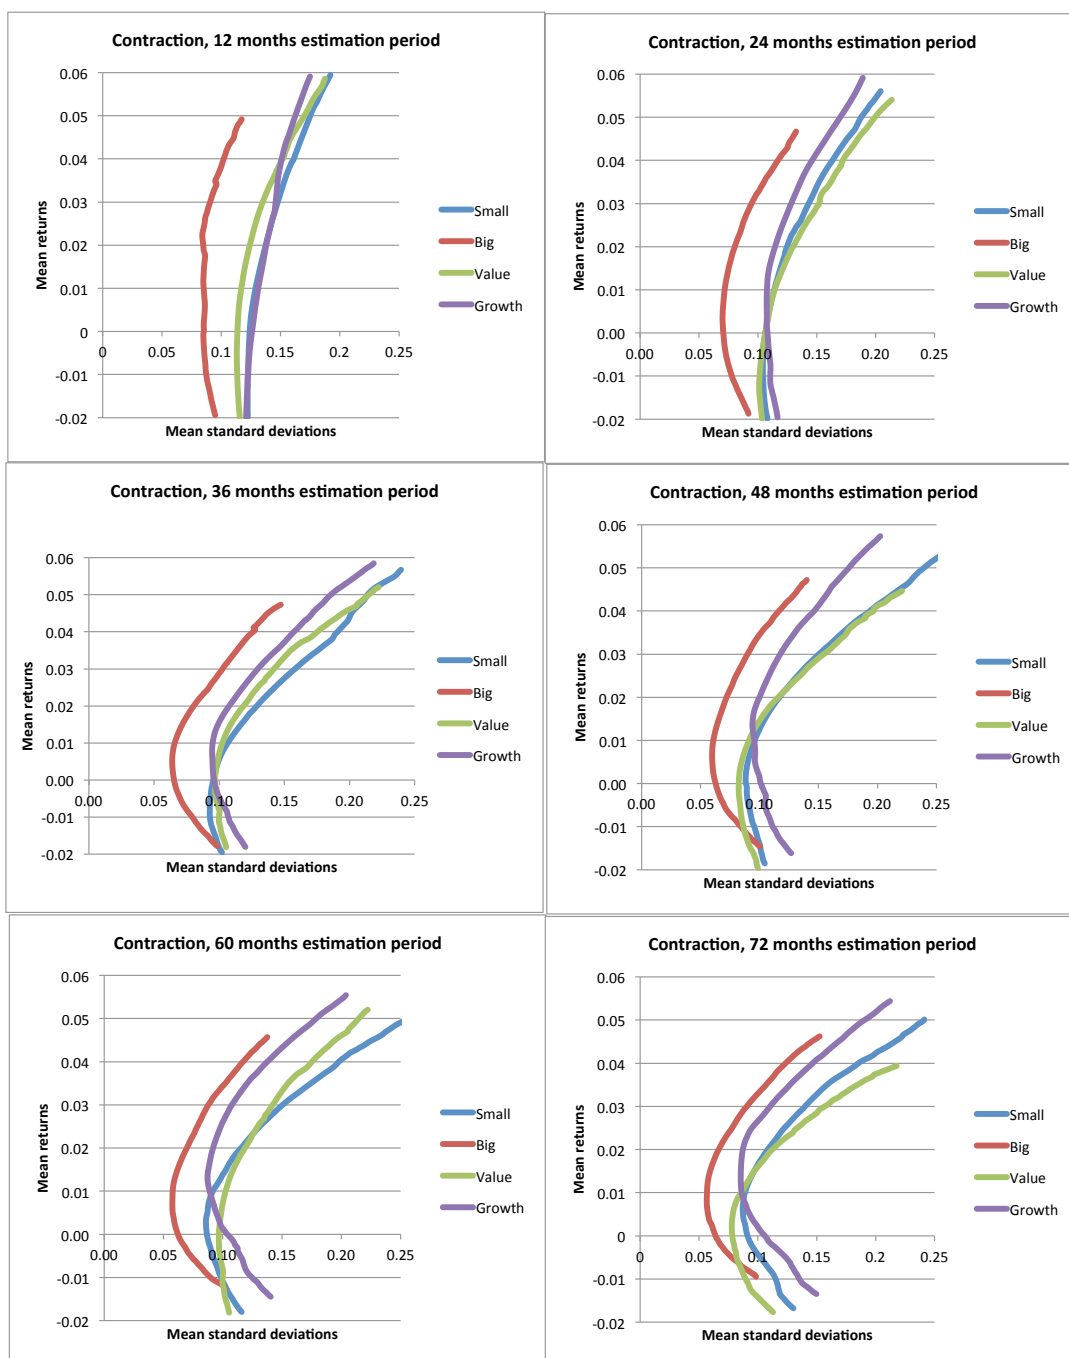 Contraction, 12 months estimation period
0.06
0.05
0.04
0.03
0.02
0.01
0
-0.01
-0.02
0 0.05 0.1 0.15 0.2 0.25
Mean returns
Mean standard deviations
Small
Big
Value
Growth
Contraction, 24 months estimation period
0.06
0.05
0.04
0.03
0.02
0.01
0.00
-0.01
-0.02
0.00 0.05 0.10 0.15 0.20 0.25
Mean returns
Mean standard deviations
Small
Big
Value
Growth
Contraction, 36 months estimation period
0.06
0.05
0.04
0.03
0.02
0.01
0.00
-0.01
-0.02
0.00 0.05 0.10 0.15 0.20 0.25
Mean returns
Mean standard deviations
Small
Big
Value
Growth
Contraction, 48 months estimation period
0.06
0.05
0.04
0.03
0.02
0.01
0.00
-0.01
-0.02
0.00 0.05 0.10 0.15 0.20 0.25
Mean returns
Mean standard deviations
Small
Big
Value
Growth
Contraction, 60 months estimation period
0.06
0.05
0.04
0.03
0.02
0.01
0.00
-0.01
-0.02
0.00 0.05 0.10 0.15 0.20 0.25
Mean returns
Mean standard deviations
Small
Big
Value
Growth
Contraction, 72 months estimation period
0.06
0.05
0.04
0.03
0.02
0.01
0
-0.01
-0.02
0 0.05 0.1 0.15 0.2 0.25
Mean returns
Mean standard deviations
Small
Big
Value
Growth